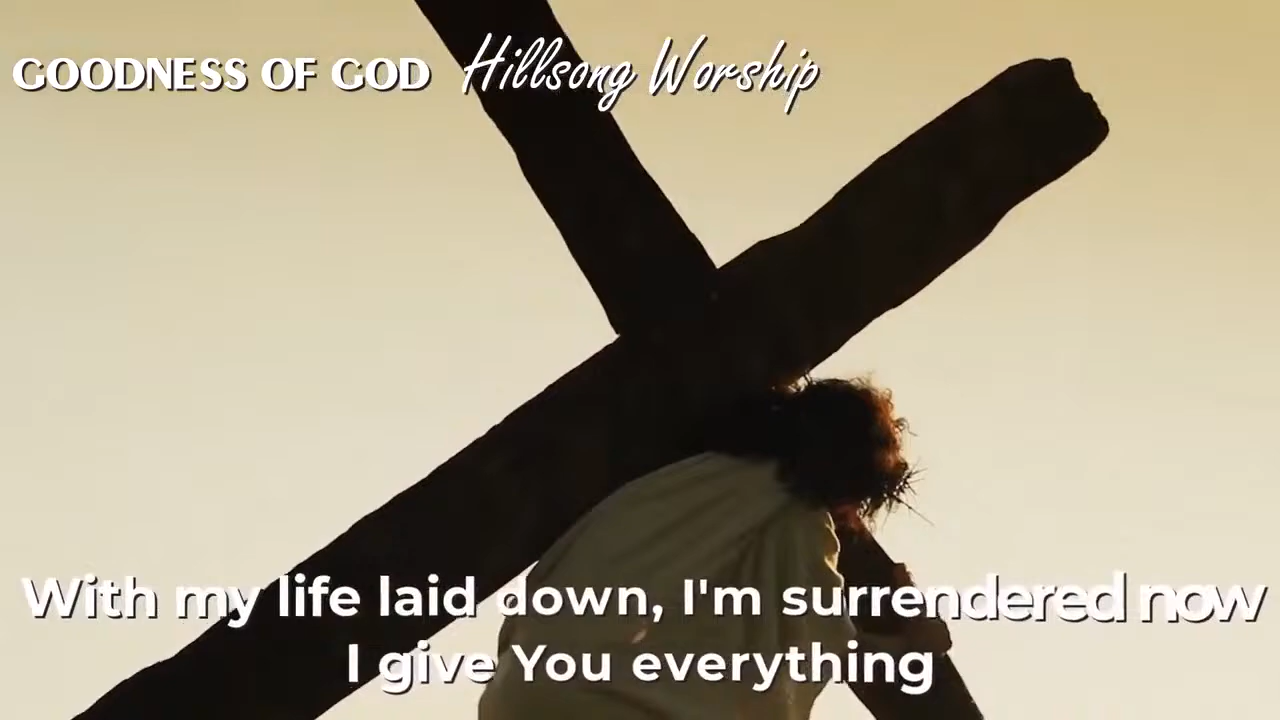 GOODNESS OF GOD Hillsong Worship
With my life laid down, I'm surrendered now
I give You everything